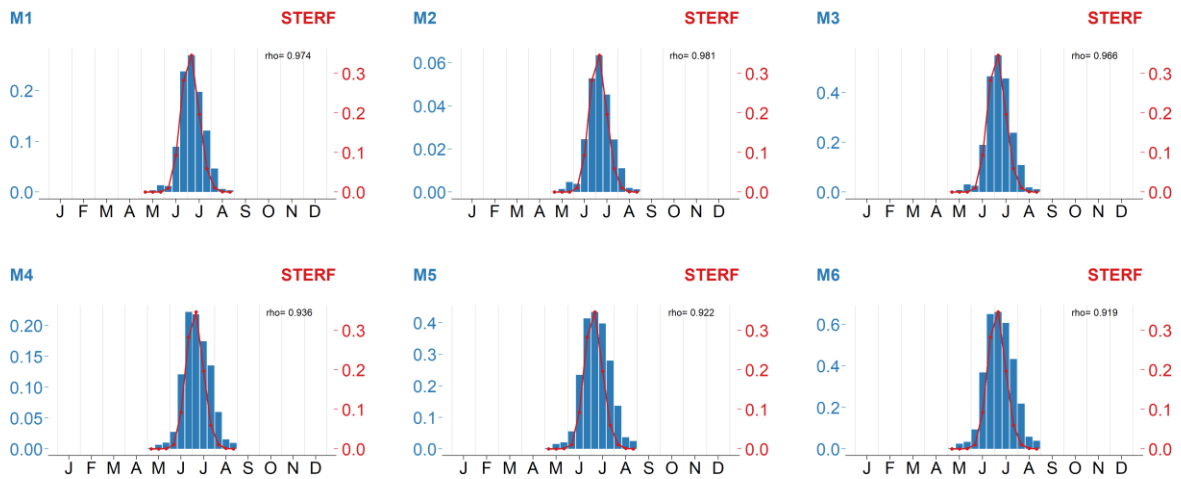 M1 STERF M2 STERF M3 STERF
rho= 0.974 rho= 0.981 rho= 0.966
0.2 0.1 0.0 0.3 0.2 0.1 0.0
0.06 0.04 0.02 0.00 0.3 0.2 0.1 0.0
0.4 0.2 0.0 0.3 0.2 0.1 0.0
J F M A M J J A S O N D J F M A M J J A S O N D J F M A M J J A S O N D
M4 STERF M5 STERF M6 STERF
rho= 0.936 rho= 0.922 rho= 0.919
0.20 0.15 0.10 0.05 0.00 0.3 0.2 0.1 0.0
0.4 0.3 0.2 0.1 0.0 0.3 0.2 0.1 0.0
0.6 0.4 0.2 0.0 0.3 0.2 0.1 0.0
J F M A M J J A S O N D J F M A M J J A S O N D J F M A M J J A S O N D